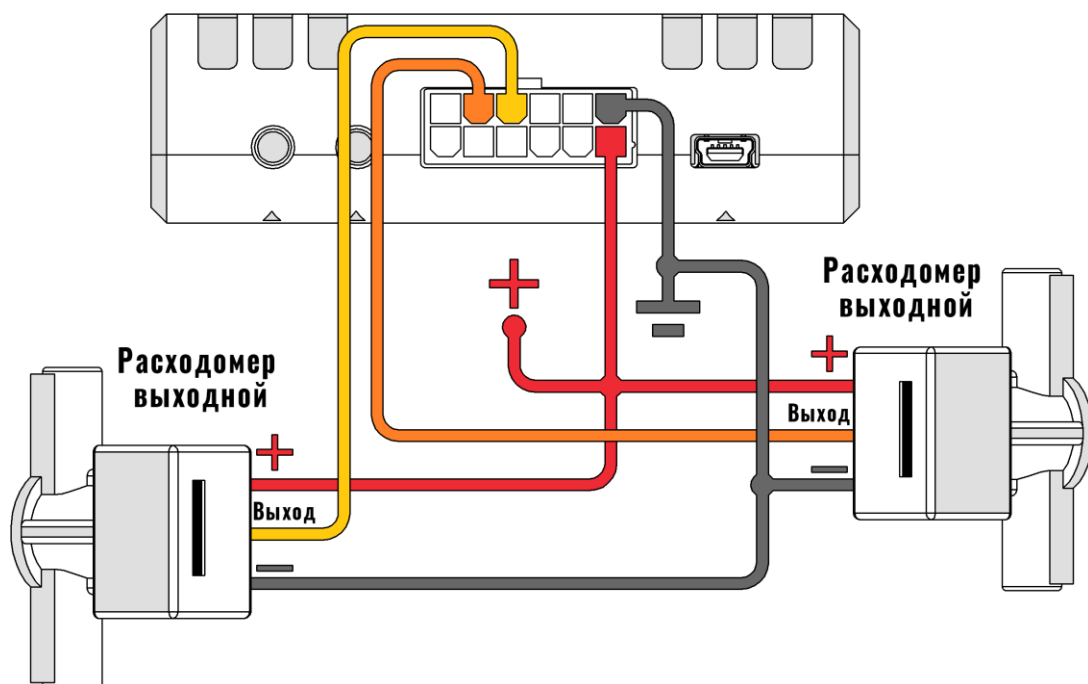 Расходомер
выходной
+
Выход
−
Расходомер
выходной
+
Выход
−
+
−